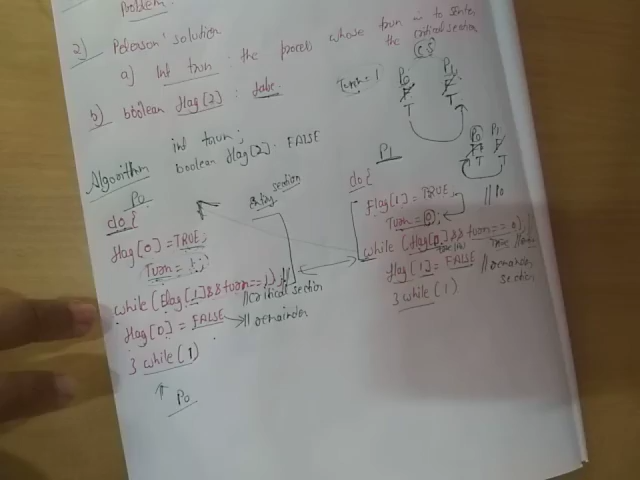 Problem.
2) Peterson's solution
a) Int turn : the process whose turn is to enter
the critical section
(CS)
b) boolean flag[2] : false.
Turn = 1
P0 P1
F F
T T
int turn;
boolean flag[2] = FALSE
P0 P1
T T
Algorithm
P0
do{
flag[0] = TRUE;
Turn = 1;
while (Flag[1] && turn==1);
//critical section
flag[0] = FALSE → // remainder
} while(1)
↑ P0
entry section
P1
do{
Flag[1] = TRUE;
Turn = 0;
// P0
while (flag[0] && turn == 0);
flag[1] = FALSE // remainder
section
} while (1)